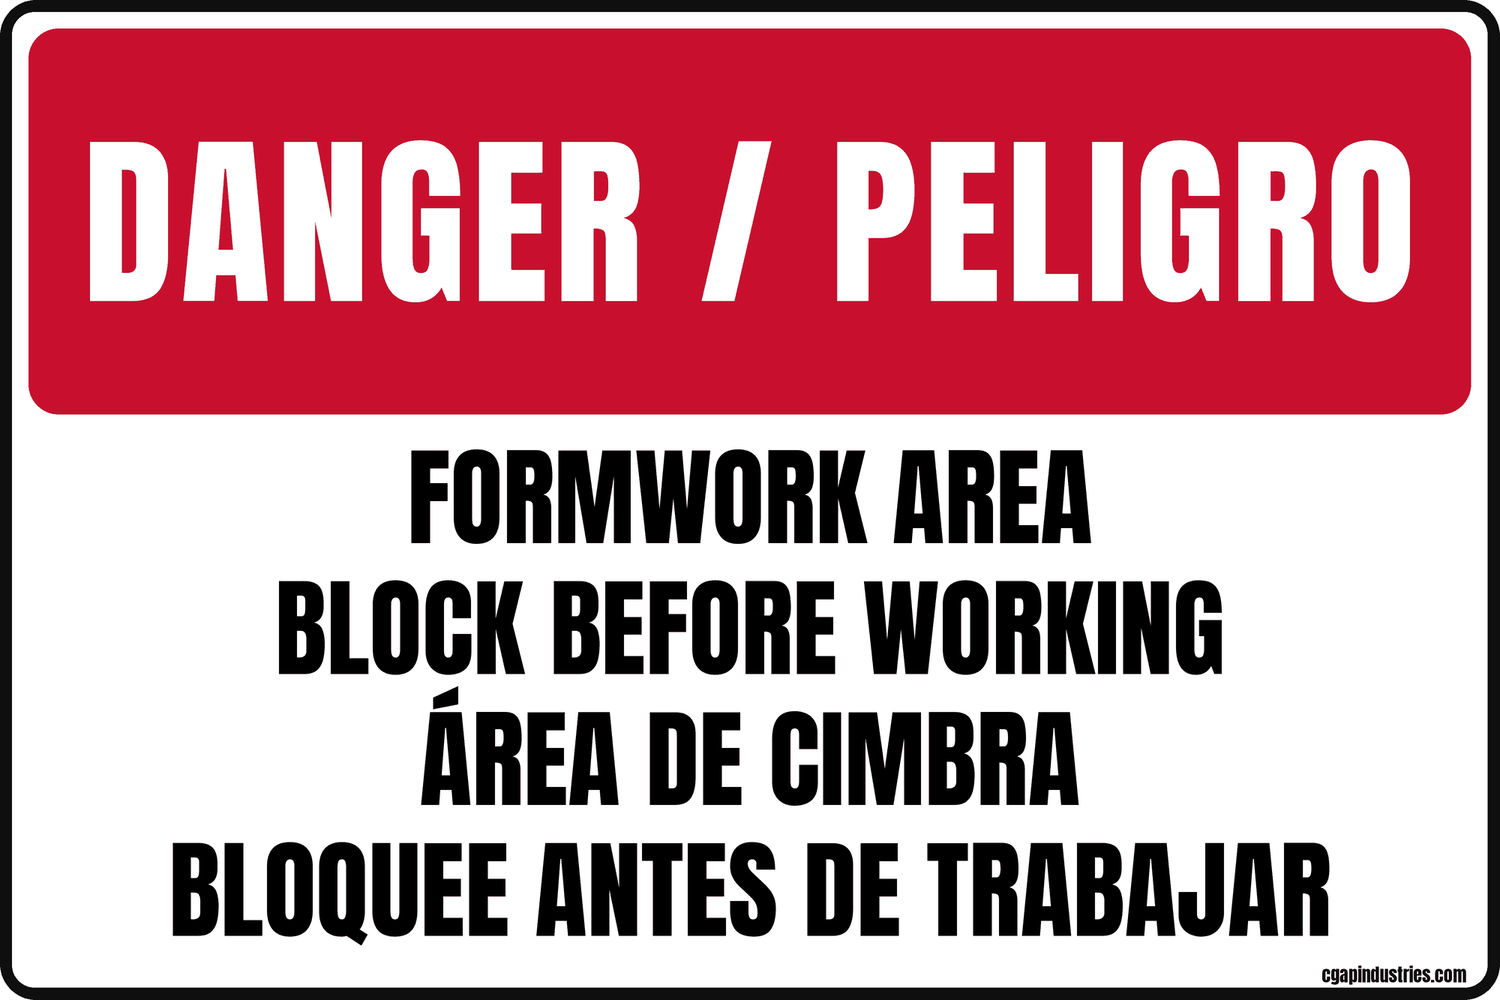 DANGER / PELIGRO
FORMWORK AREA
BLOCK BEFORE WORKING
ÁREA DE CIMBRA
BLOQUEE ANTES DE TRABAJAR
cgapindustries.com